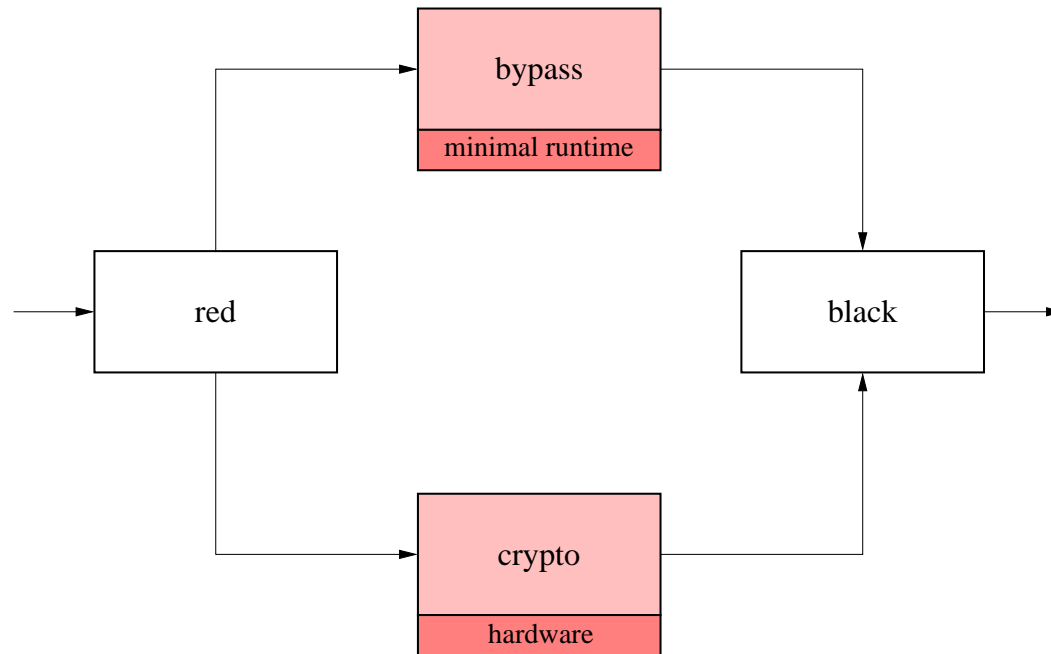 bypass
minimal runtime
red
black
crypto
hardware